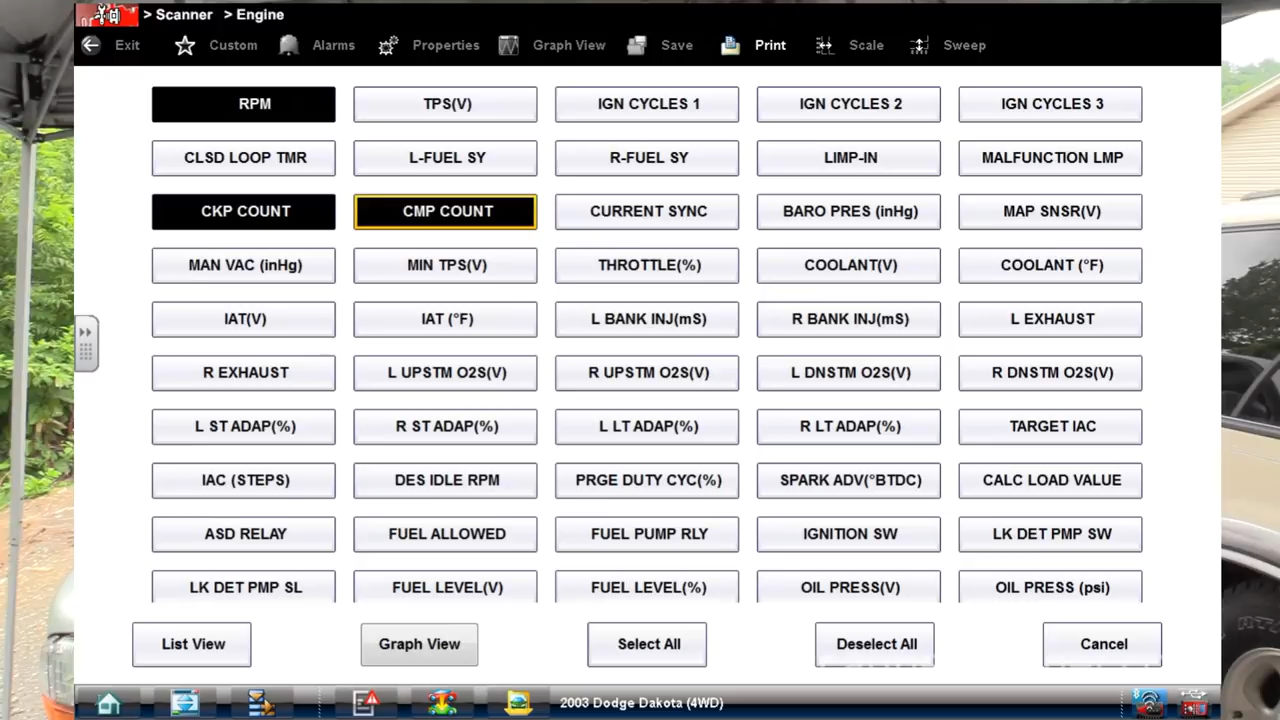 > Scanner > Engine
Exit Custom Alarms Properties Graph View Save Print Scale Sweep
RPM TPS(V) IGN CYCLES 1 IGN CYCLES 2 IGN CYCLES 3
CLSD LOOP TMR L-FUEL SY R-FUEL SY LIMP-IN MALFUNCTION LMP
CKP COUNT CMP COUNT CURRENT SYNC BARO PRES (inHg) MAP SNSR(V)
MAN VAC (inHg) MIN TPS(V) THROTTLE(%) COOLANT(V) COOLANT (°F)
IAT(V) IAT (°F) L BANK INJ(mS) R BANK INJ(mS) L EXHAUST
R EXHAUST L UPSTM O2S(V) R UPSTM O2S(V) L DNSTM O2S(V) R DNSTM O2S(V)
L ST ADAP(%) R ST ADAP(%) L LT ADAP(%) R LT ADAP(%) TARGET IAC
IAC (STEPS) DES IDLE RPM PRGE DUTY CYC(%) SPARK ADV(°BTDC) CALC LOAD VALUE
ASD RELAY FUEL ALLOWED FUEL PUMP RLY IGNITION SW LK DET PMP SW
LK DET PMP SL FUEL LEVEL(V) FUEL LEVEL(%) OIL PRESS(V) OIL PRESS (psi)
List View Graph View Select All Deselect All Cancel
2003 Dodge Dakota (4WD)